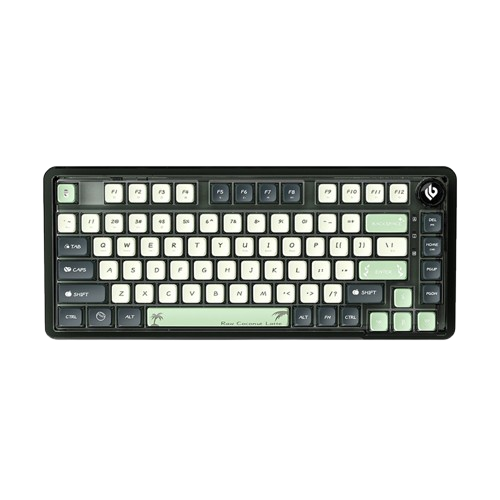 F1 F2 F3 F4 F5 F6 F7 F8 F9 F10 F11 F12
DEL
TAB Q W E R T Y U I O P [{ ]} \| HOME
CAPS A S D F G H J K L PGUP
SHIFT Z X C V B N M SHIFT PGDN
CTRL ALT Raw Coconut Latte ALT FN CTRL